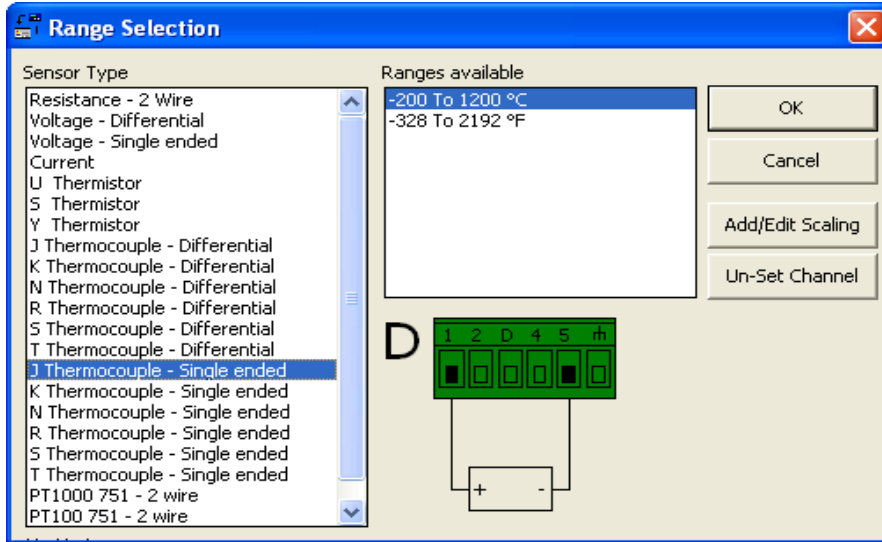 Range Selection
Sensor Type
Resistance - 2 Wire
Voltage - Differential
Voltage - Single ended
Current
U Thermistor
S Thermistor
Y Thermistor
J Thermocouple - Differential
K Thermocouple - Differential
N Thermocouple - Differential
R Thermocouple - Differential
S Thermocouple - Differential
T Thermocouple - Differential
J Thermocouple - Single ended
K Thermocouple - Single ended
N Thermocouple - Single ended
R Thermocouple - Single ended
S Thermocouple - Single ended
T Thermocouple - Single ended
PT1000 751 - 2 wire
PT100 751 - 2 wire
Ranges available
-200 To 1200 °C
-328 To 2192 °F
OK
Cancel
Add/Edit Scaling
Un-Set Channel
D
1 2 D 4 5
+ -